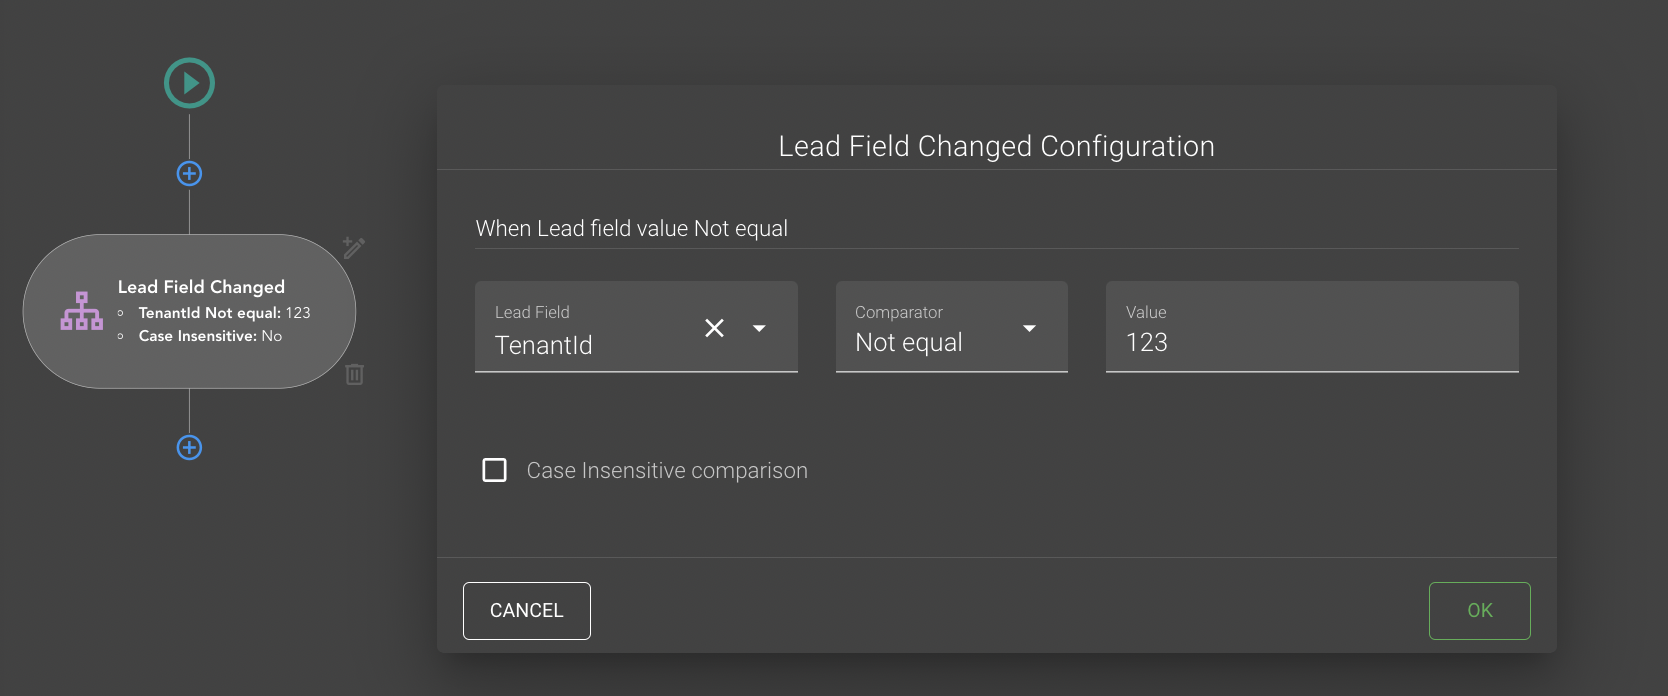 Lead Field Changed
TenantId Not equal: 123
Case Insensitive: No
Lead Field Changed Configuration
When Lead field value Not equal
Lead Field
TenantId
Comparator
Not equal
Value
123
Case Insensitive comparison
CANCEL
OK